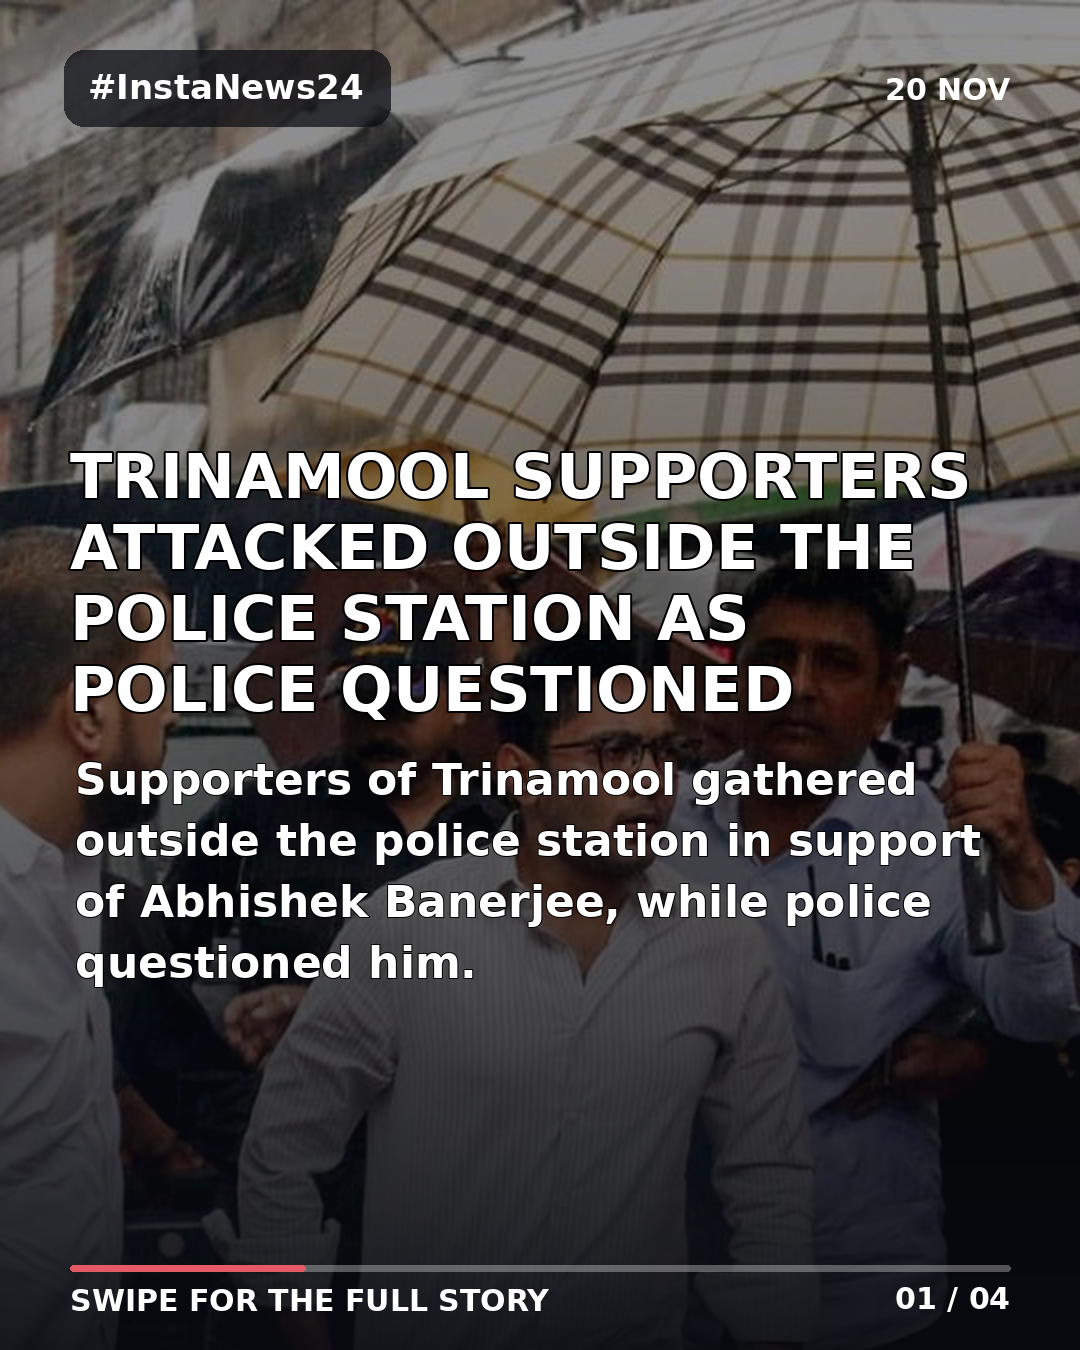 #InstaNews24
20 NOV
TRINAMOOL SUPPORTERS
ATTACKED OUTSIDE THE
POLICE STATION AS
POLICE QUESTIONED
Supporters of Trinamool gathered
outside the police station in support
of Abhishek Banerjee, while police
questioned him.
SWIPE FOR THE FULL STORY
01 / 04